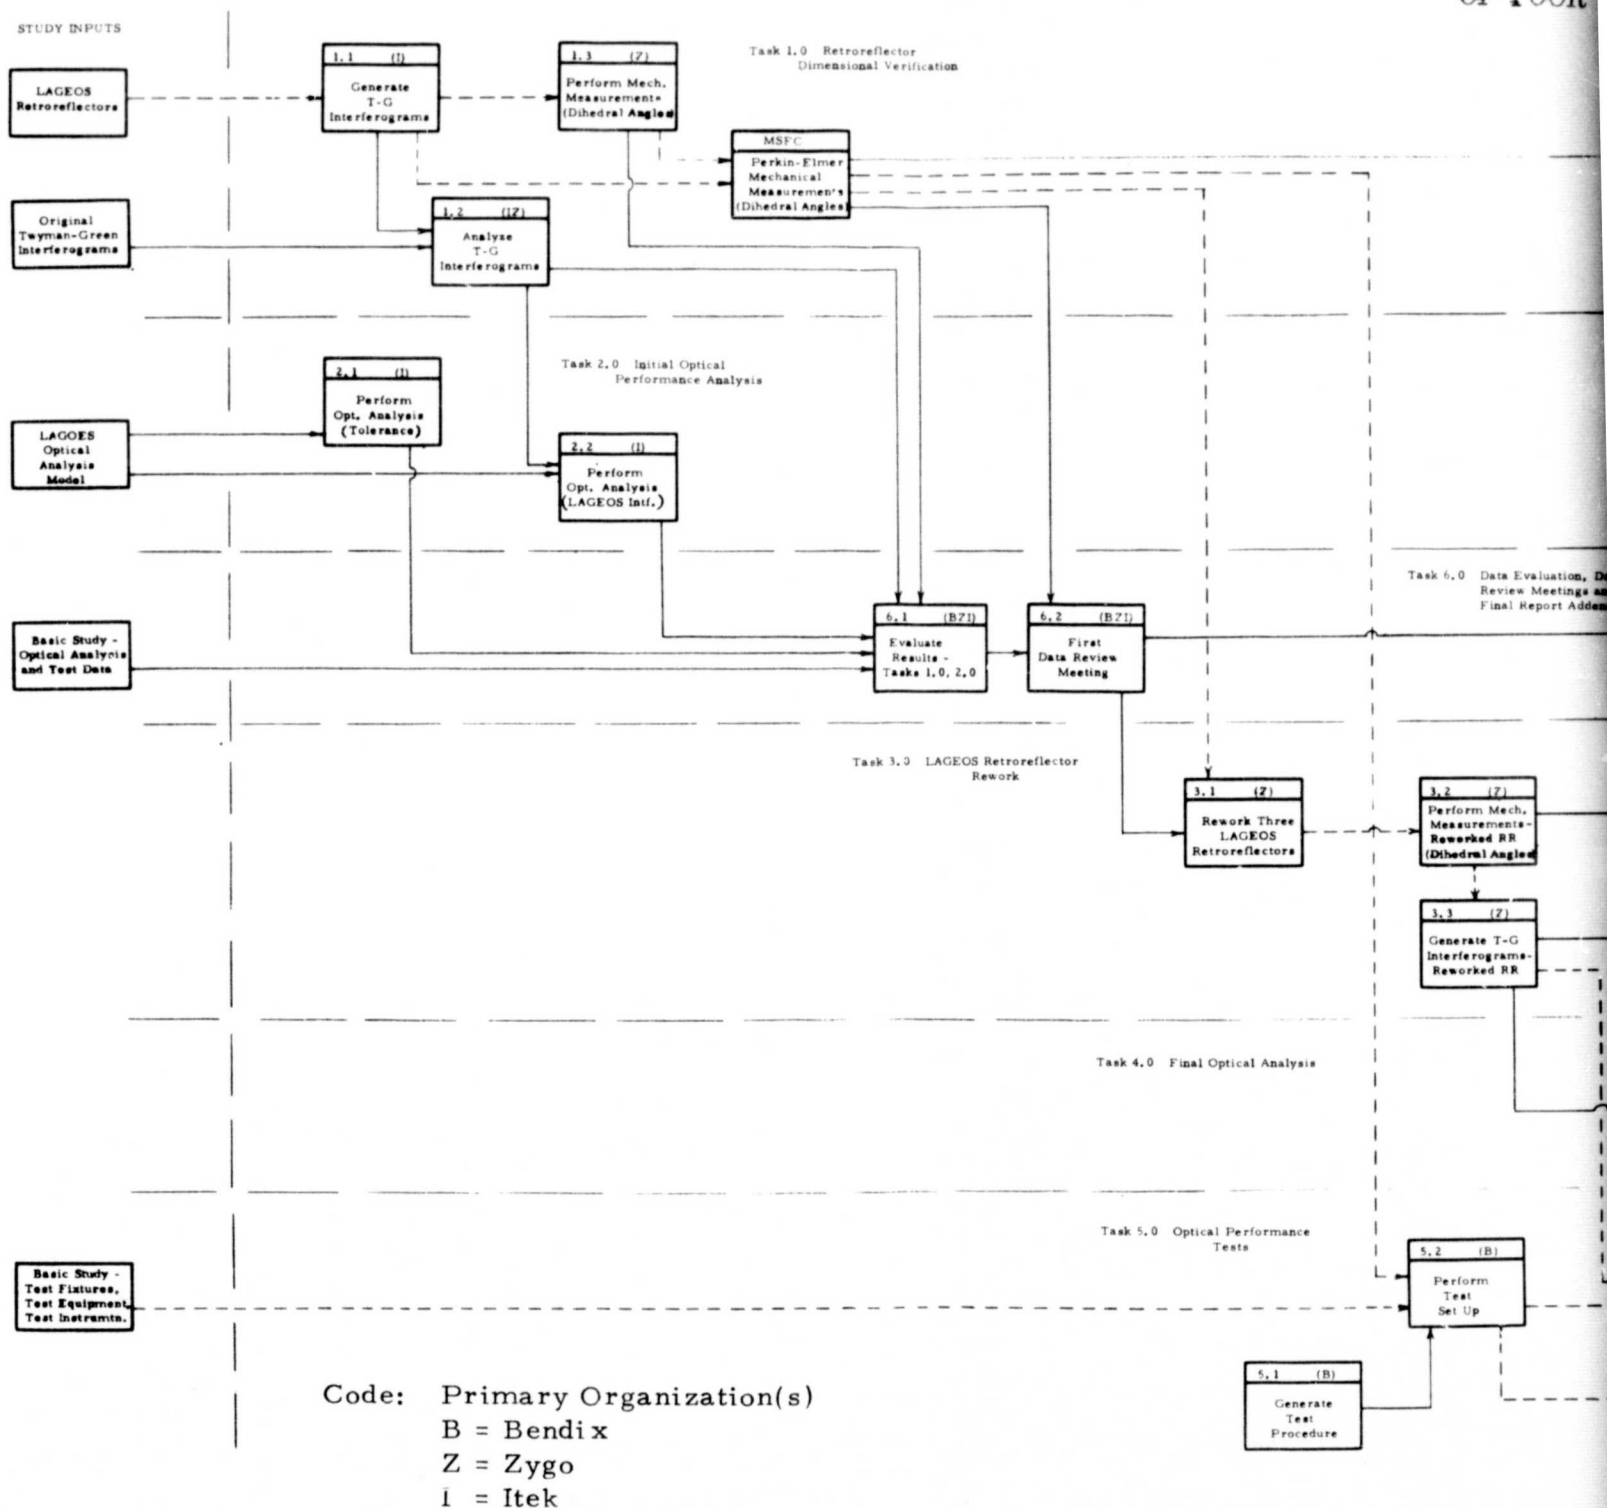 STUDY INPUTS
LAGEOS
Retroreflectors
1.1 (I)
Generate
T-G
Interferograms
1.3 (Z)
Perform Mech.
Measurements
(Dihedral Angles)
Task 1.0 Retroreflector
Dimensional Verification
MSFC
Perkin-Elmer
Mechanical
Measurements
(Dihedral Angles)
Original
Twyman-Green
Interferograms
1.2 (IZ)
Analyze
T-G
Interferograms
Task 2.0 Initial Optical
Performance Analysis
2.1 (I)
Perform
Opt. Analysis
(Tolerance)
LAGOES
Optical
Analysis
Model
2.2 (I)
Perform
Opt. Analysis
(LAGEOS Intf.)
Task 6.0 Data Evaluation,
Review Meetings
Final Report
Basic Study -
Optical Analysis
and Test Data
6.1 (BZI)
Evaluate
Results -
Tasks 1.0, 2.0
6.2 (BZI)
First
Data Review
Meeting
Task 3.0 LAGEOS Retroreflector
Rework
3.1 (Z)
Rework Three
LAGEOS
Retroreflectors
3.2 (Z)
Perform Mech.
Measurements-
Reworked RR
(Dihedral Angles)
3.3 (Z)
Generate T-G
Interferograms-
Reworked RR
Task 4.0 Final Optical Analysis
Task 5.0 Optical Performance
Tests
Basic Study -
Test Fixtures,
Test Equipment,
Test Instrumtn.
5.2 (B)
Perform
Test
Set Up
5.1 (B)
Generate
Test
Procedure
Code: Primary Organization(s)
B = Bendix
Z = Zygo
I = Itek